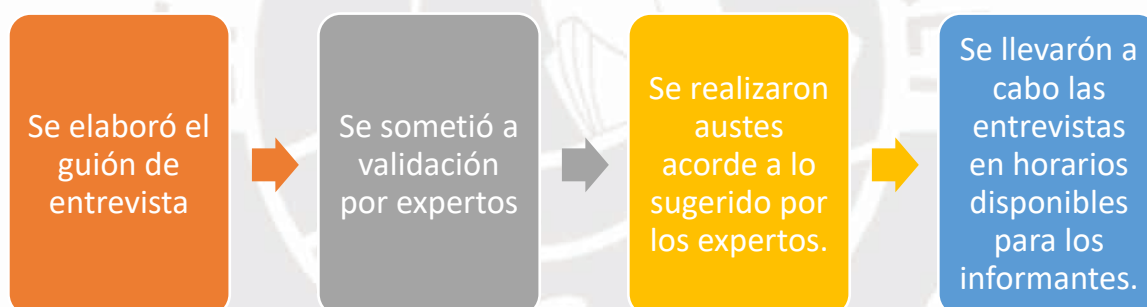 Se elaboró el
guión de
entrevista
Se sometió a
validación
por expertos
Se realizaron
austes
acorde a lo
sugerido por
los expertos.
Se llevarón a
cabo las
entrevistas
en horarios
disponibles
para los
informantes.